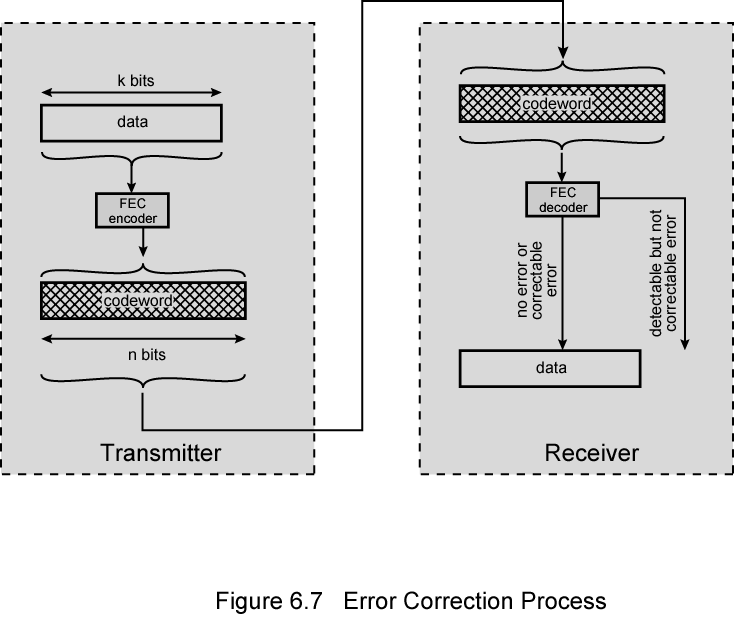 k bits
data
FEC
encoder
codeword
n bits
Transmitter
codeword
FEC
decoder
no error or
correctable
error
detectable but not
correctable error
data
Receiver
Figure 6.7 Error Correction Process